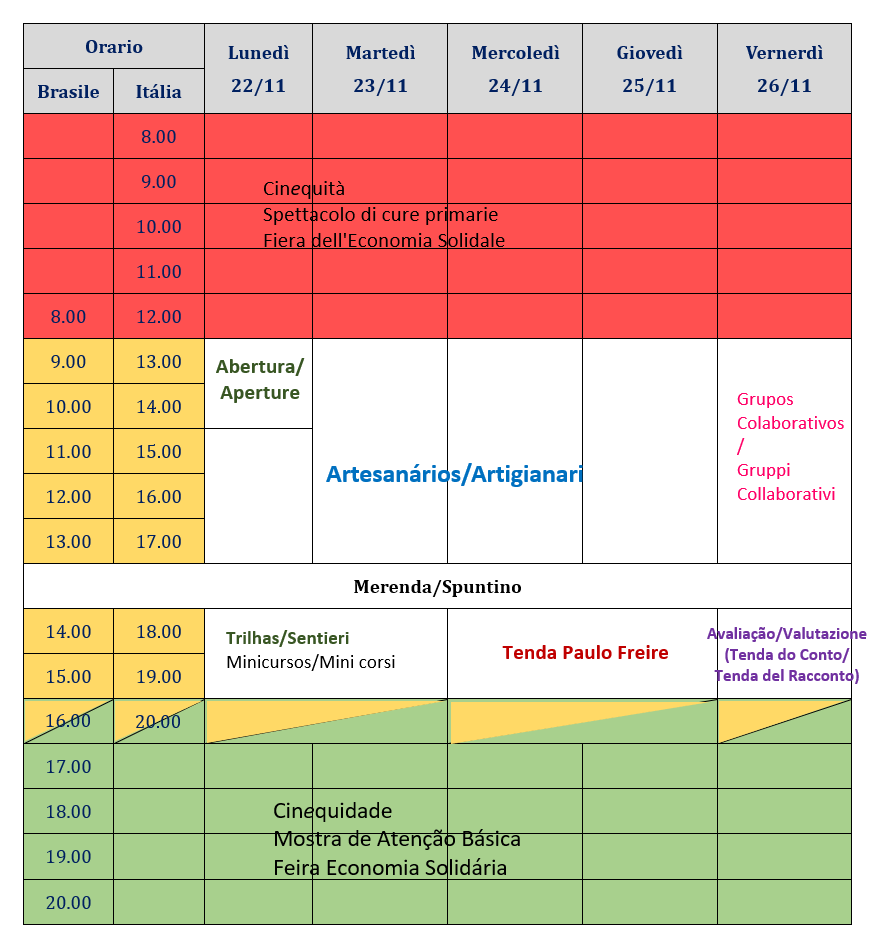 Orario
Lunedì
22/11
Martedì
23/11
Mercoledì
24/11
Giovedì
25/11
Vernerdì
26/11
Brasile
Itália
8.00
9.00
10.00
11.00
8.00 12.00
Cinequità
Spettacolo di cure primarie
Fiera dell'Economia Solidale
9.00 13.00
10.00 14.00
11.00 15.00
12.00 16.00
13.00 17.00
Abertura/
Aperture
Artesanários/Artigianari
Grupos
Colaborativos
/
Gruppi
Collaborativi
Merenda/Spuntino
14.00 18.00
15.00 19.00
Trilhas/Sentieri
Minicursos/Mini corsi
Tenda Paulo Freire
Avaliação/Valutazione
(Tenda do Conto/
Tenda del Racconto)
16.00 20.00
17.00
18.00
19.00
20.00
Cinequidade
Mostra de Atenção Básica
Feira Economia Solidária